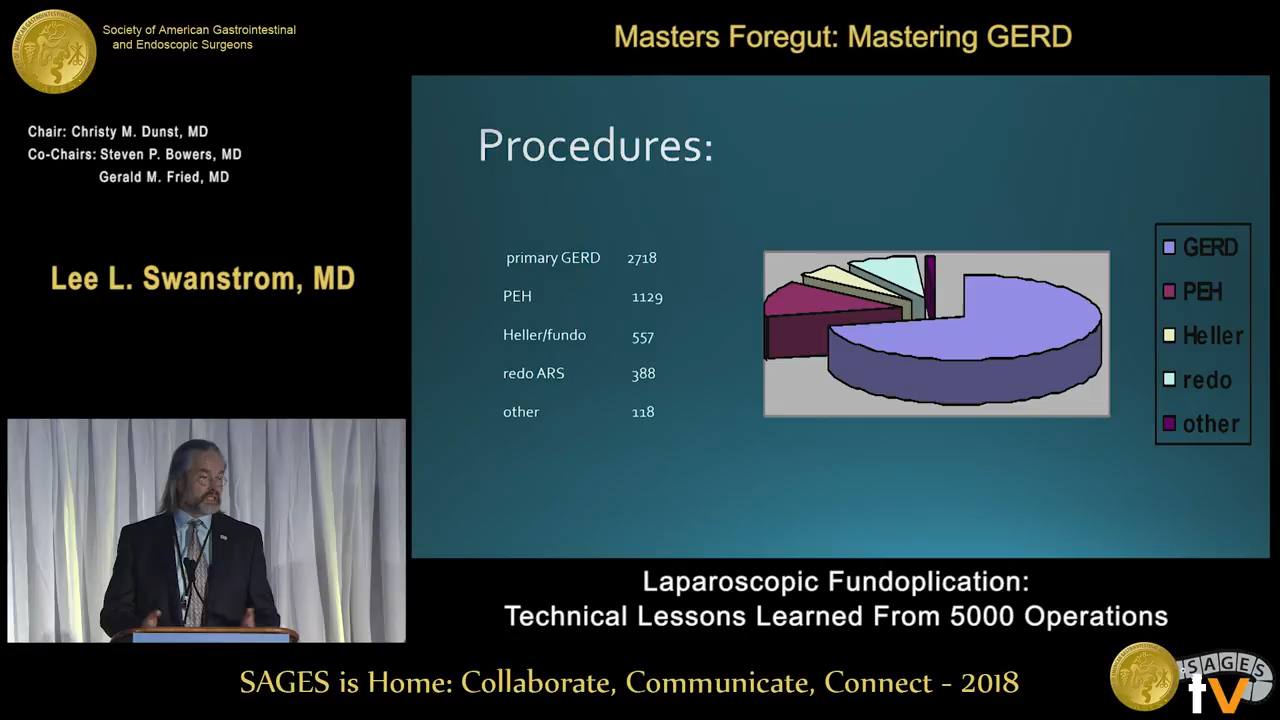 Society of American Gastrointestinal
and Endoscopic Surgeons
Masters Foregut: Mastering GERD
Chair: Christy M. Dunst, MD
Co-Chairs: Steven P. Bowers, MD
Gerald M. Fried, MD
Lee L. Swanstrom, MD
Procedures:
primary GERD 2718
PEH 1129
Heller/fundo 557
redo ARS 388
other 118
GERD
PEH
Heller
redo
other
Laparoscopic Fundoplication:
Technical Lessons Learned From 5000 Operations
SAGES is Home: Collaborate, Communicate, Connect - 2018
SAGES
tv